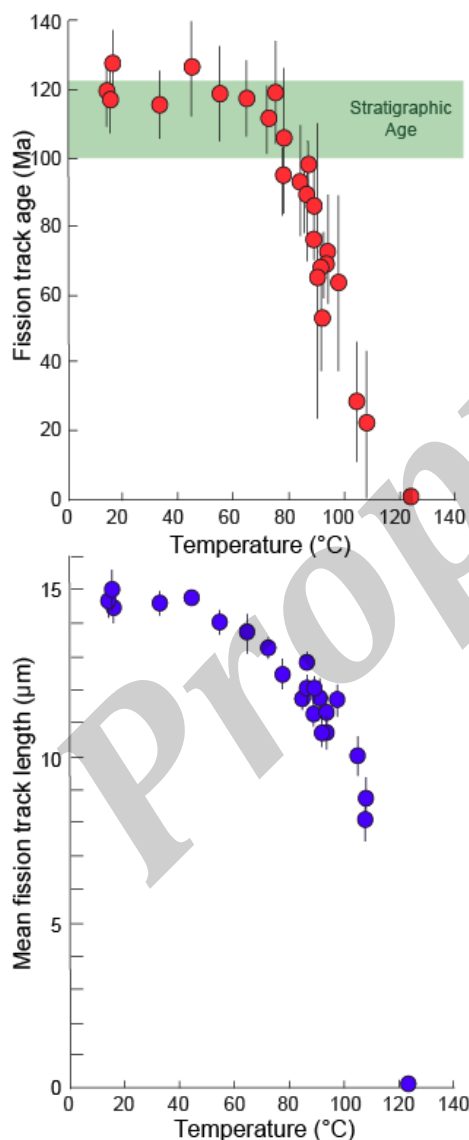 140
120
100
80
60
40
20
0
Fission track age (Ma)
Stratigraphic
Age
0 20 40 60 80 100 120 140
Temperature (°C)
15
10
5
0
Mean fission track length (µm)
0 20 40 60 80 100 120 140
Temperature (°C)
Prop